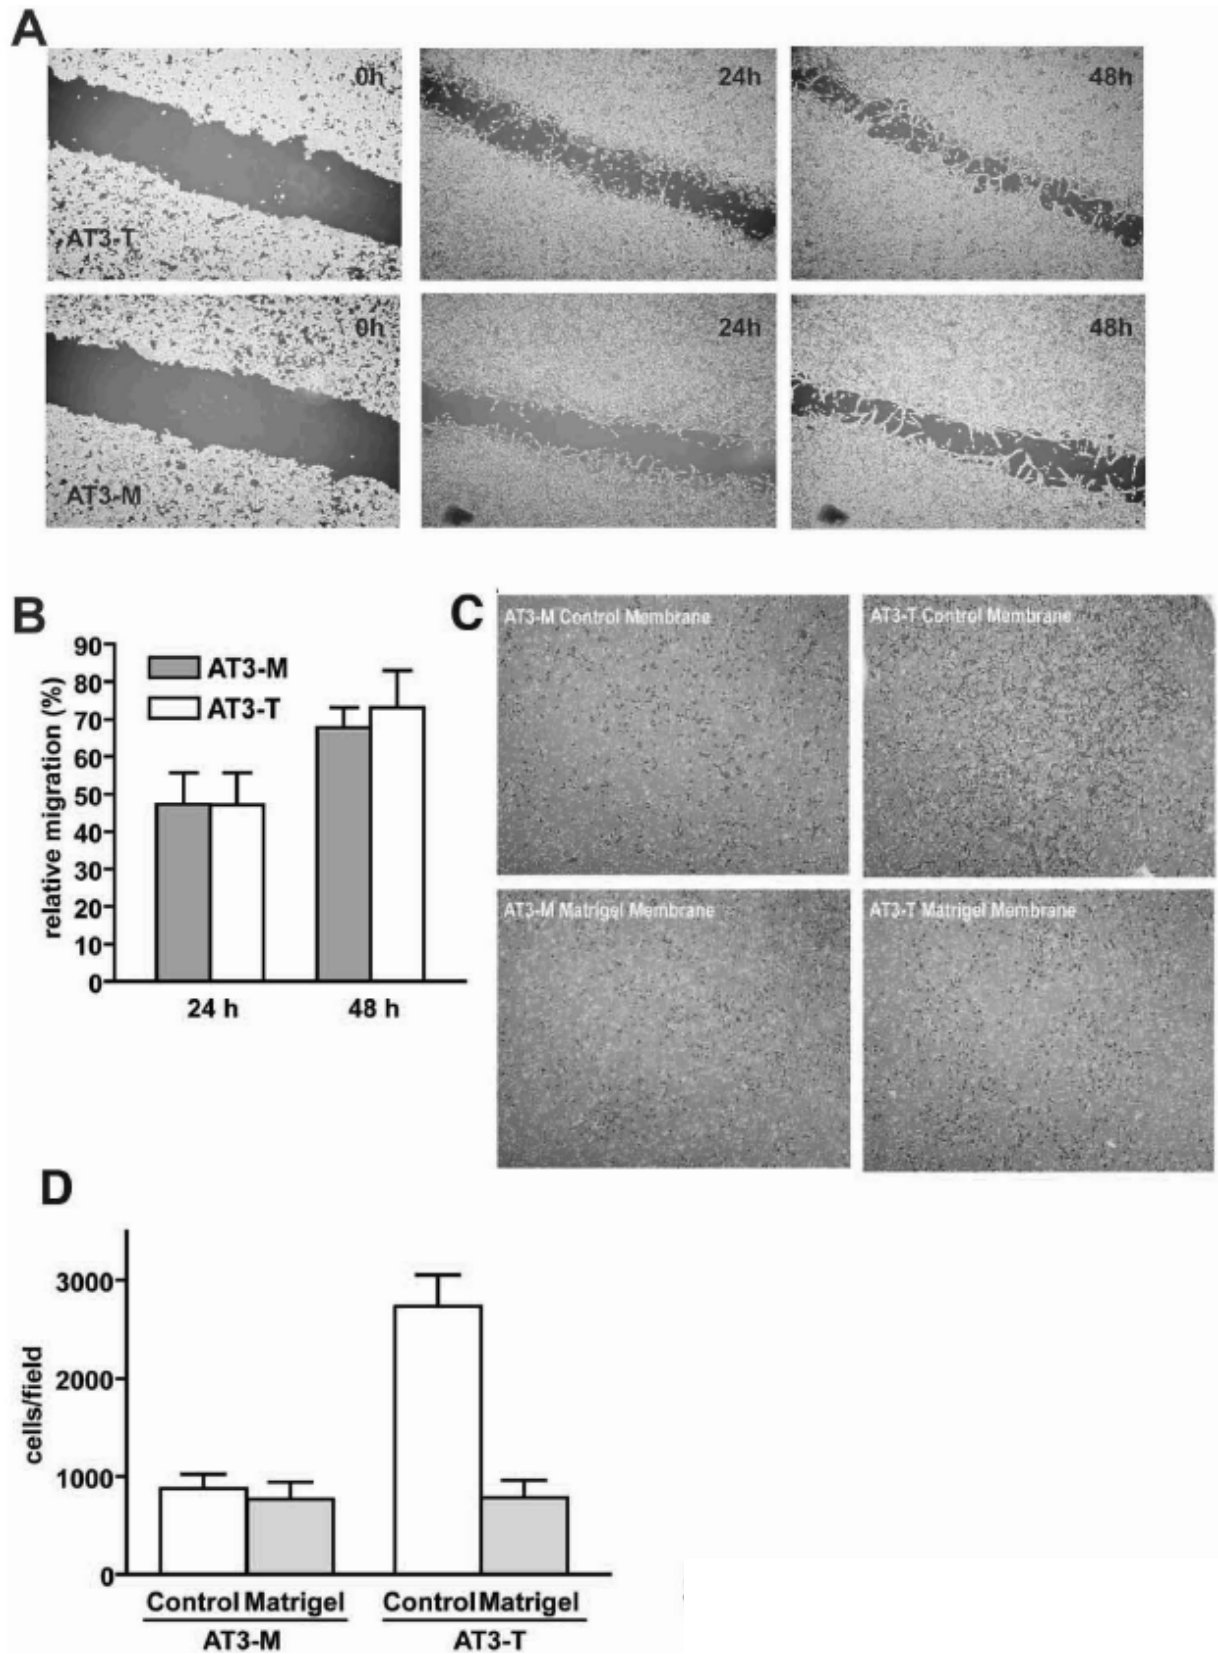 A
0h
24h
48h
AT3-T
0h
24h
48h
AT3-M
B
relative migration (%)
90
80
70
60
50
40
30
20
10
0
AT3-M
AT3-T
24 h
48 h
C
AT3-M Control Membrane
AT3-T Control Membrane
AT3-M Matrigel Membrane
AT3-T Matrigel Membrane
D
cells/field
3000
2000
1000
0
Control Matrigel
Control Matrigel
AT3-M
AT3-T